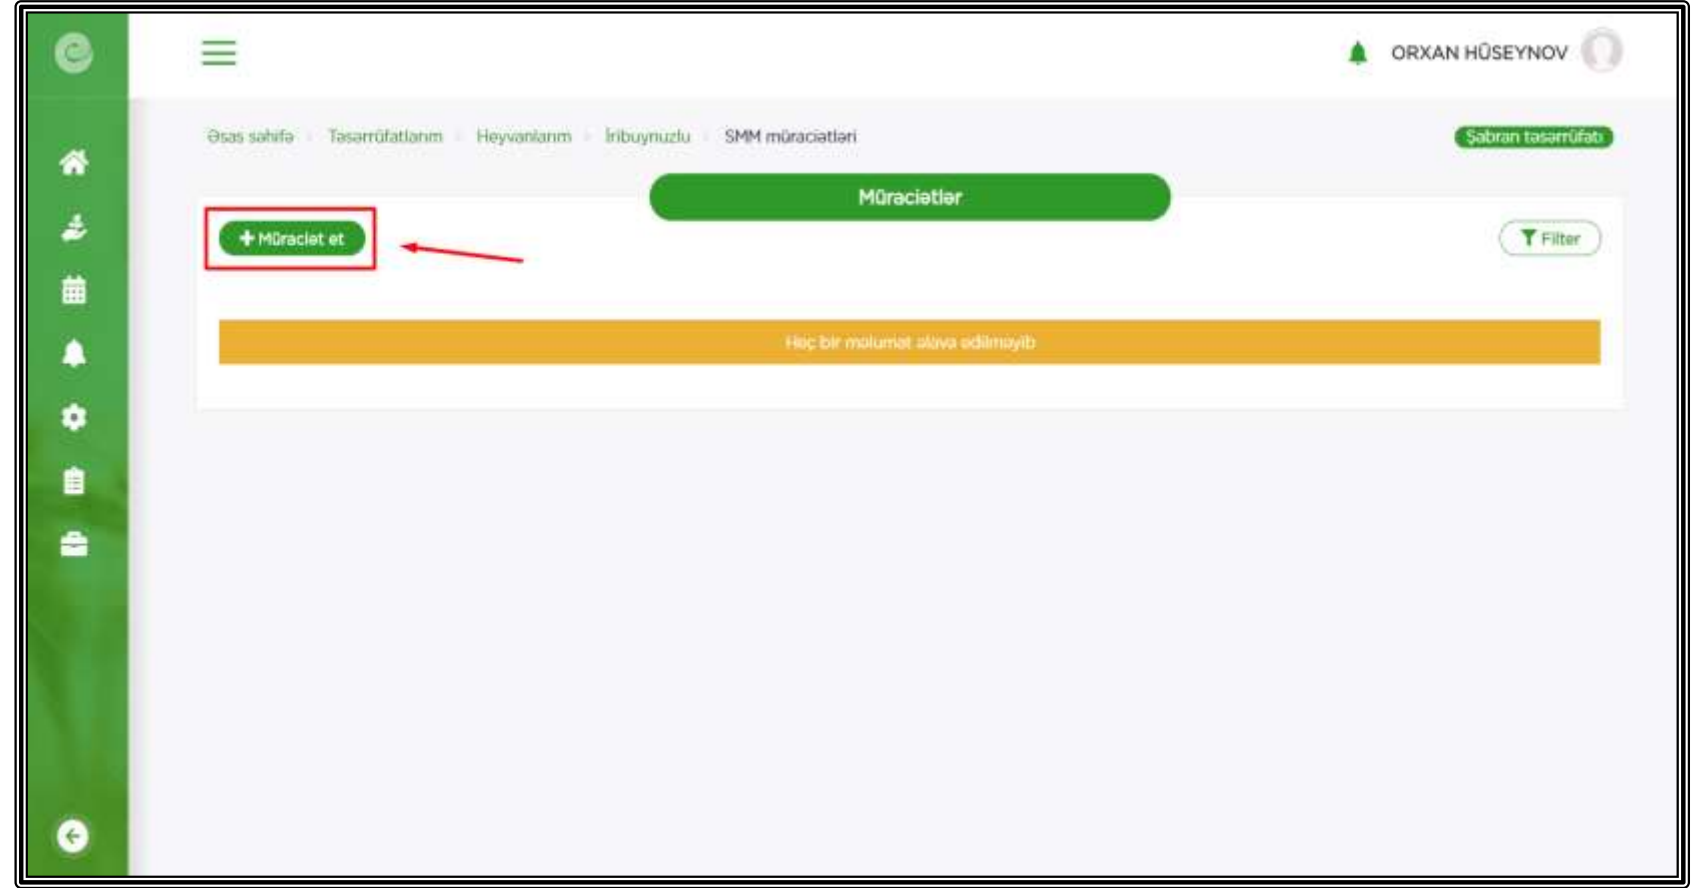 ORXAN HÜSEYNOV
Əsas səhifə Təsərrüfatlarım Heyvanlarım İribuynuzlu SMM müraciətləri
Şabran təsərrüfatı
Müraciətlər
+ Müraciət et
Filter
Heç bir məlumat əlavə edilməyib